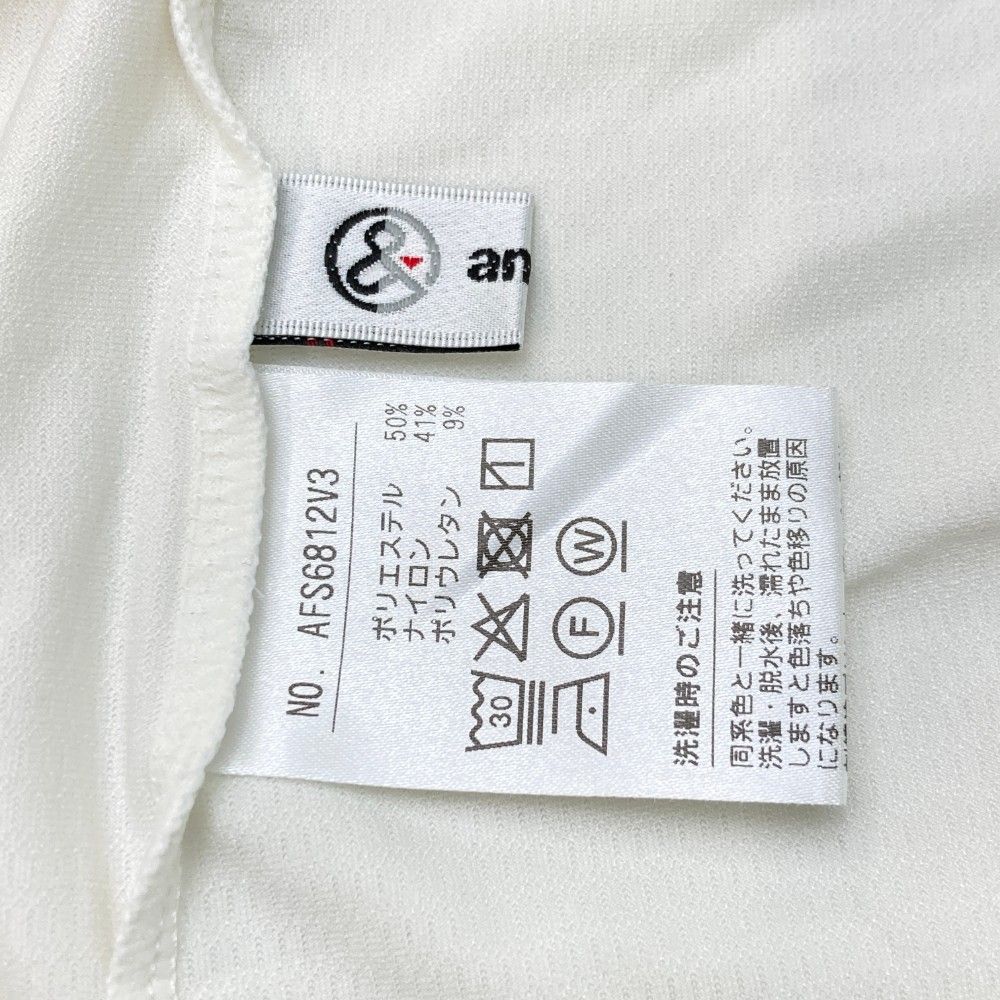 an
NO. AFS6812V3
ポリエステル 50%
ナイロン 41%
ポリウレタン 9%
30
W
F
洗濯時のご注意
同系色と一緒に洗ってください。
洗濯・脱水後、濡れたまま放置
しますと色落ちや色移りの原因
になります。